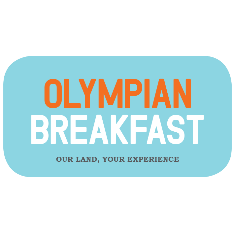 OLYMPIAN
BREAKFAST
OUR LAND, YOUR EXPERIENCE